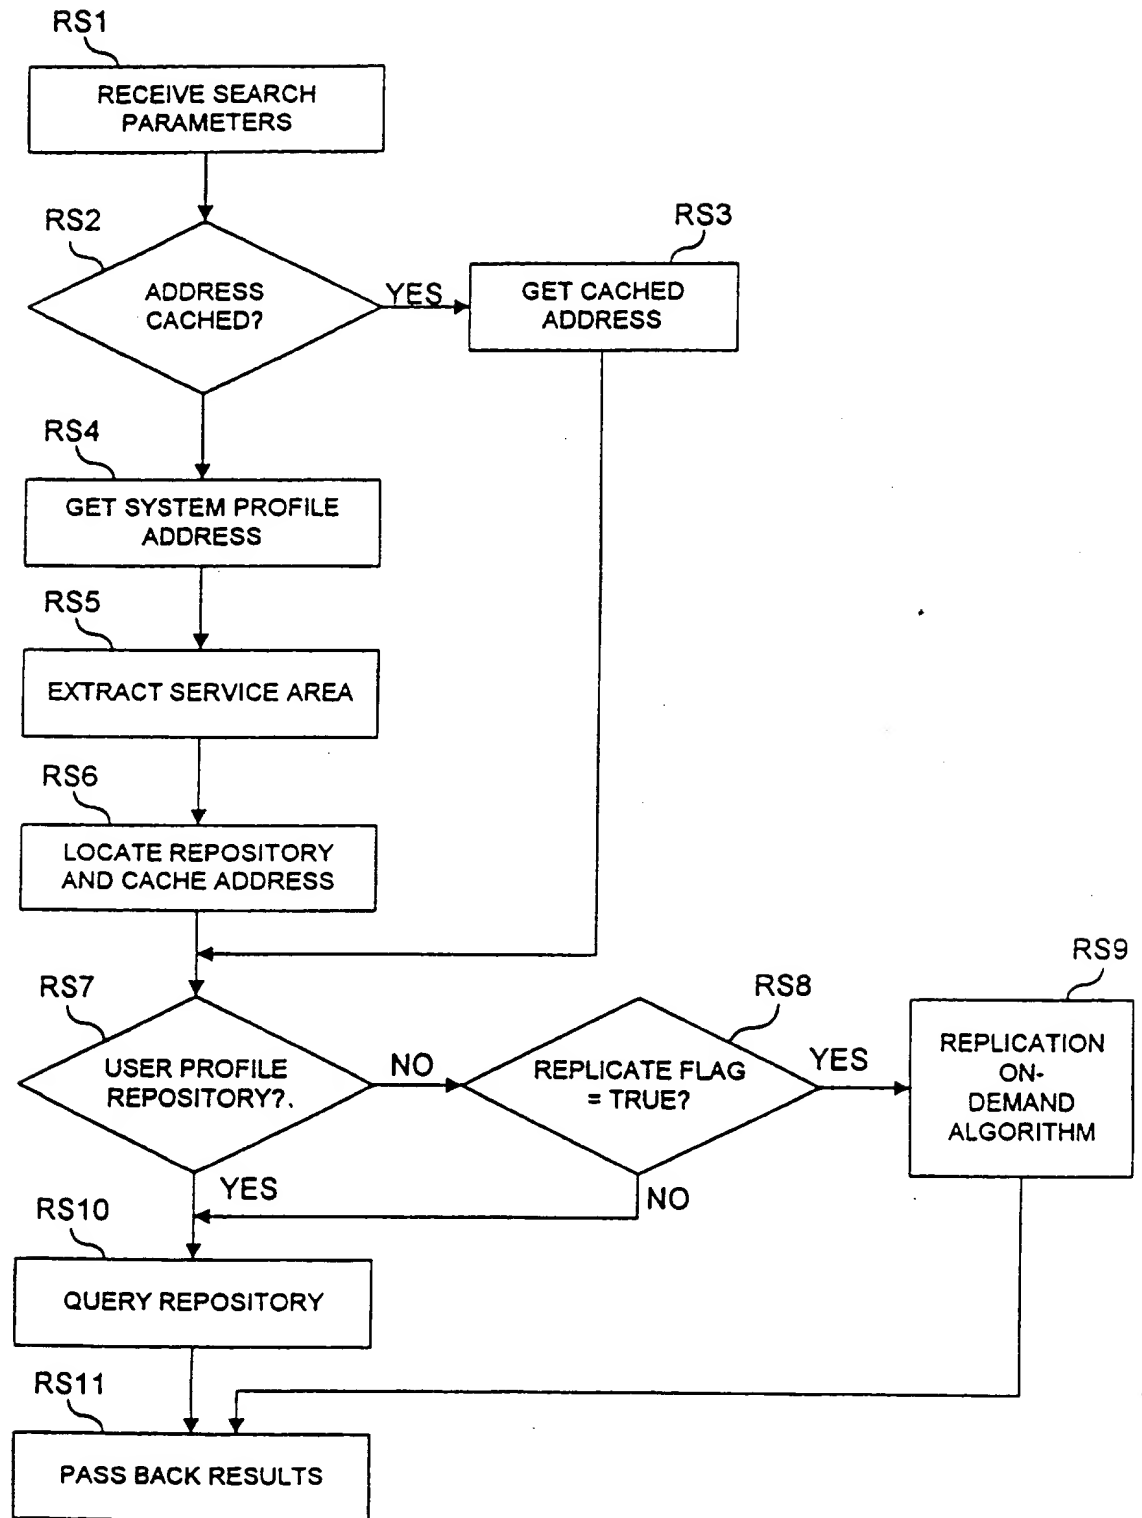 RS1
RECEIVE SEARCH
PARAMETERS
RS2
ADDRESS
CACHED?
YES
RS3
GET CACHED
ADDRESS
RS4
GET SYSTEM PROFILE
ADDRESS
RS5
EXTRACT SERVICE AREA
RS6
LOCATE REPOSITORY
AND CACHE ADDRESS
RS7
USER PROFILE
REPOSITORY?.
NO
RS8
REPLICATE FLAG
= TRUE?
YES
RS9
REPLICATION
ON-
DEMAND
ALGORITHM
YES
NO
RS10
QUERY REPOSITORY
RS11
PASS BACK RESULTS